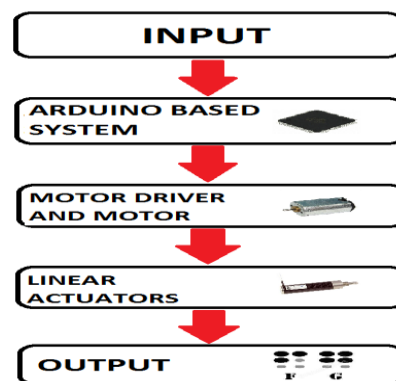 INPUT
ARDUINO BASED
SYSTEM
MOTOR DRIVER
AND MOTOR
LINEAR
ACTUATORS
OUTPUT
F G